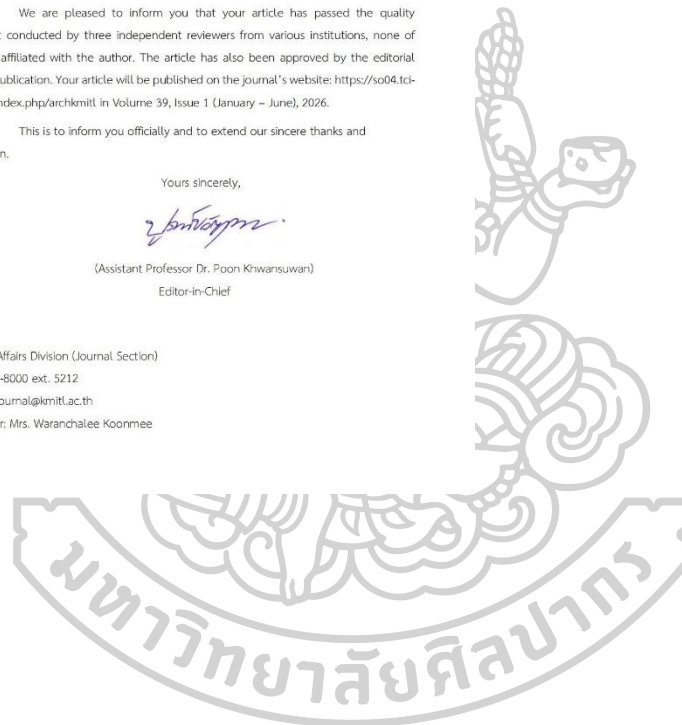 We are pleased to inform you that your article has passed the quality
conducted by three independent reviewers from various institutions, none of
affiliated with the author. The article has also been approved by the editorial
ublication. Your article will be published on the journal's website: https://so04.tci-
ndex.php/archkmitl in Volume 39, Issue 1 (January – June), 2026.
This is to inform you officially and to extend our sincere thanks and
n.
Yours sincerely,
(Assistant Professor Dr. Poon Khwansuwan)
Editor-in-Chief
Affairs Division (Journal Section)
-8000 ext. 5212
ournal@kmitl.ac.th
r: Mrs. Waranchalee Koonmee
มหาวิทยาลัยศิลปากร